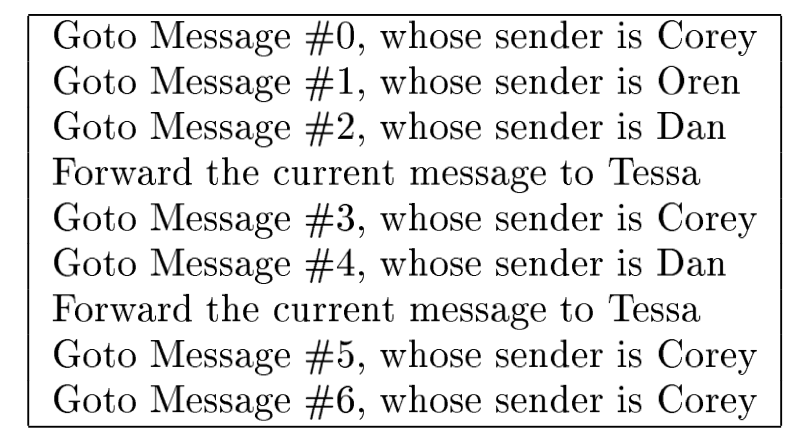 Goto Message #0, whose sender is Corey
Goto Message #1, whose sender is Oren
Goto Message #2, whose sender is Dan
Forward the current message to Tessa
Goto Message #3, whose sender is Corey
Goto Message #4, whose sender is Dan
Forward the current message to Tessa
Goto Message #5, whose sender is Corey
Goto Message #6, whose sender is Corey